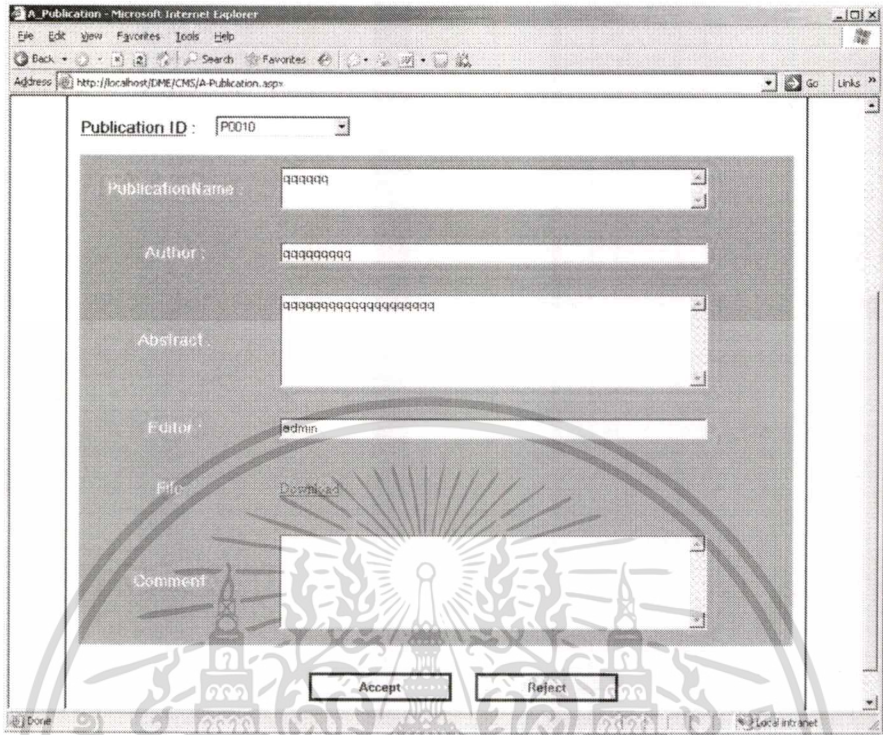 A_Publication - Microsoft Internet Explorer
File Edit View Favorites Tools Help
Back Search Favorites
Address http://localhost/DME/CMS/A-Publication.aspx Go Links »
Publication ID : P0010
PublicationName : qqqqqq
Author : qqqqqqqqq
Abstract : qqqqqqqqqqqqqqqqqqqq
Editor : admin
File : Download
Comment :
Accept Reject
Done Local intranet